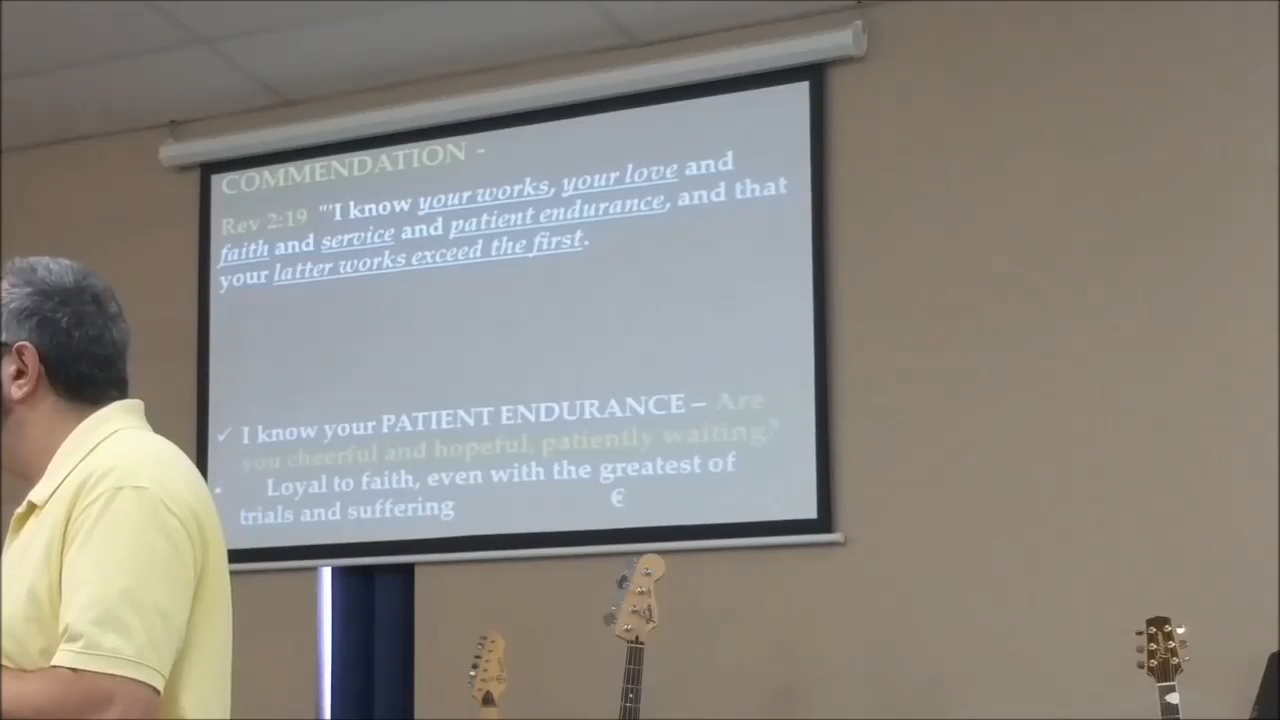 COMMENDATION -
Rev 2:19 "'I know your works, your love and
faith and service and patient endurance, and that
your latter works exceed the first.
✓ I know your PATIENT ENDURANCE – Are
you cheerful and hopeful, patiently waiting?
▪ Loyal to faith, even with the greatest of
trials and suffering €